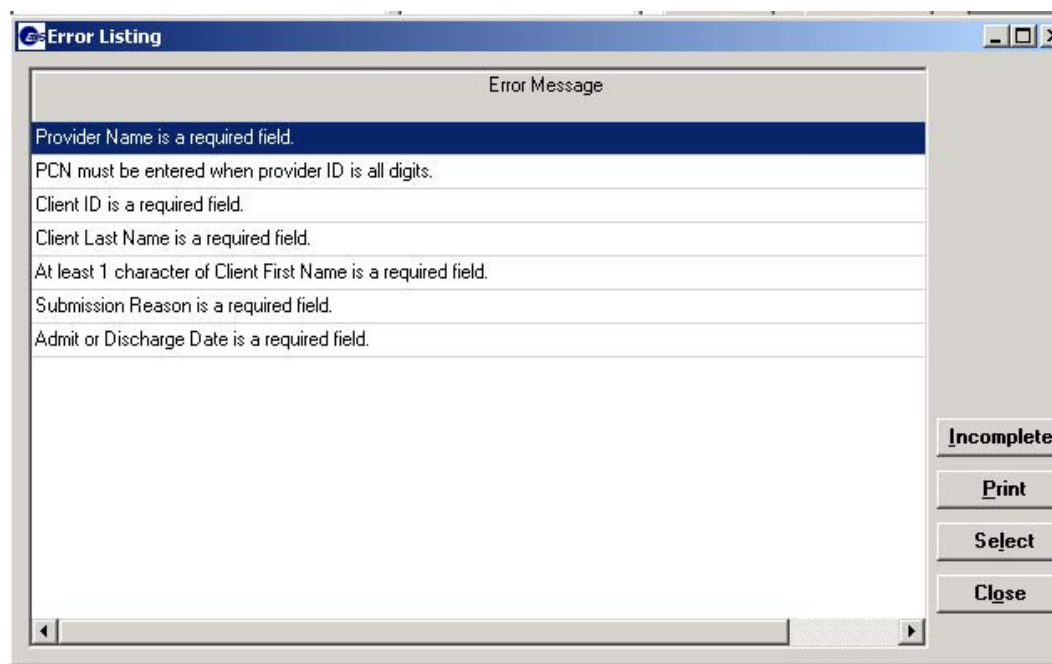 Error Listing
Error Message
Provider Name is a required field.
PCN must be entered when provider ID is all digits.
Client ID is a required field.
Client Last Name is a required field.
At least 1 character of Client First Name is a required field.
Submission Reason is a required field.
Admit or Discharge Date is a required field.
Incomplete
Print
Select
Close